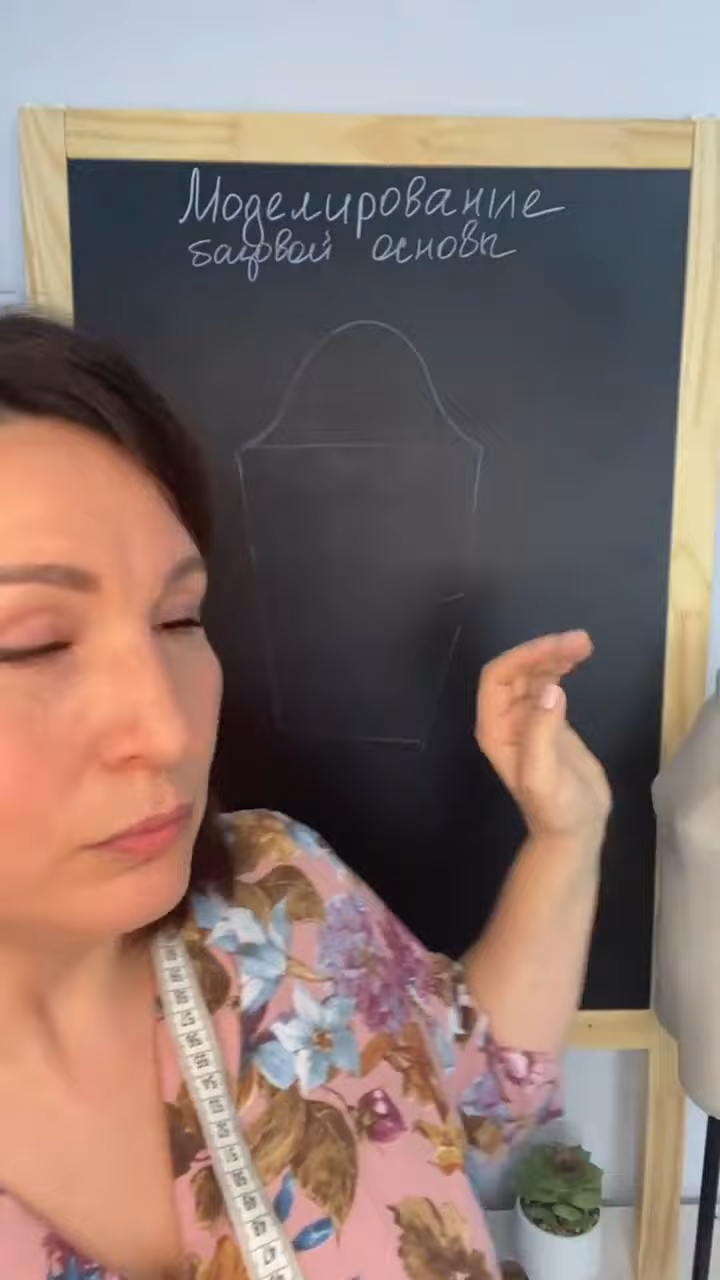 Моделирование
базовой основы